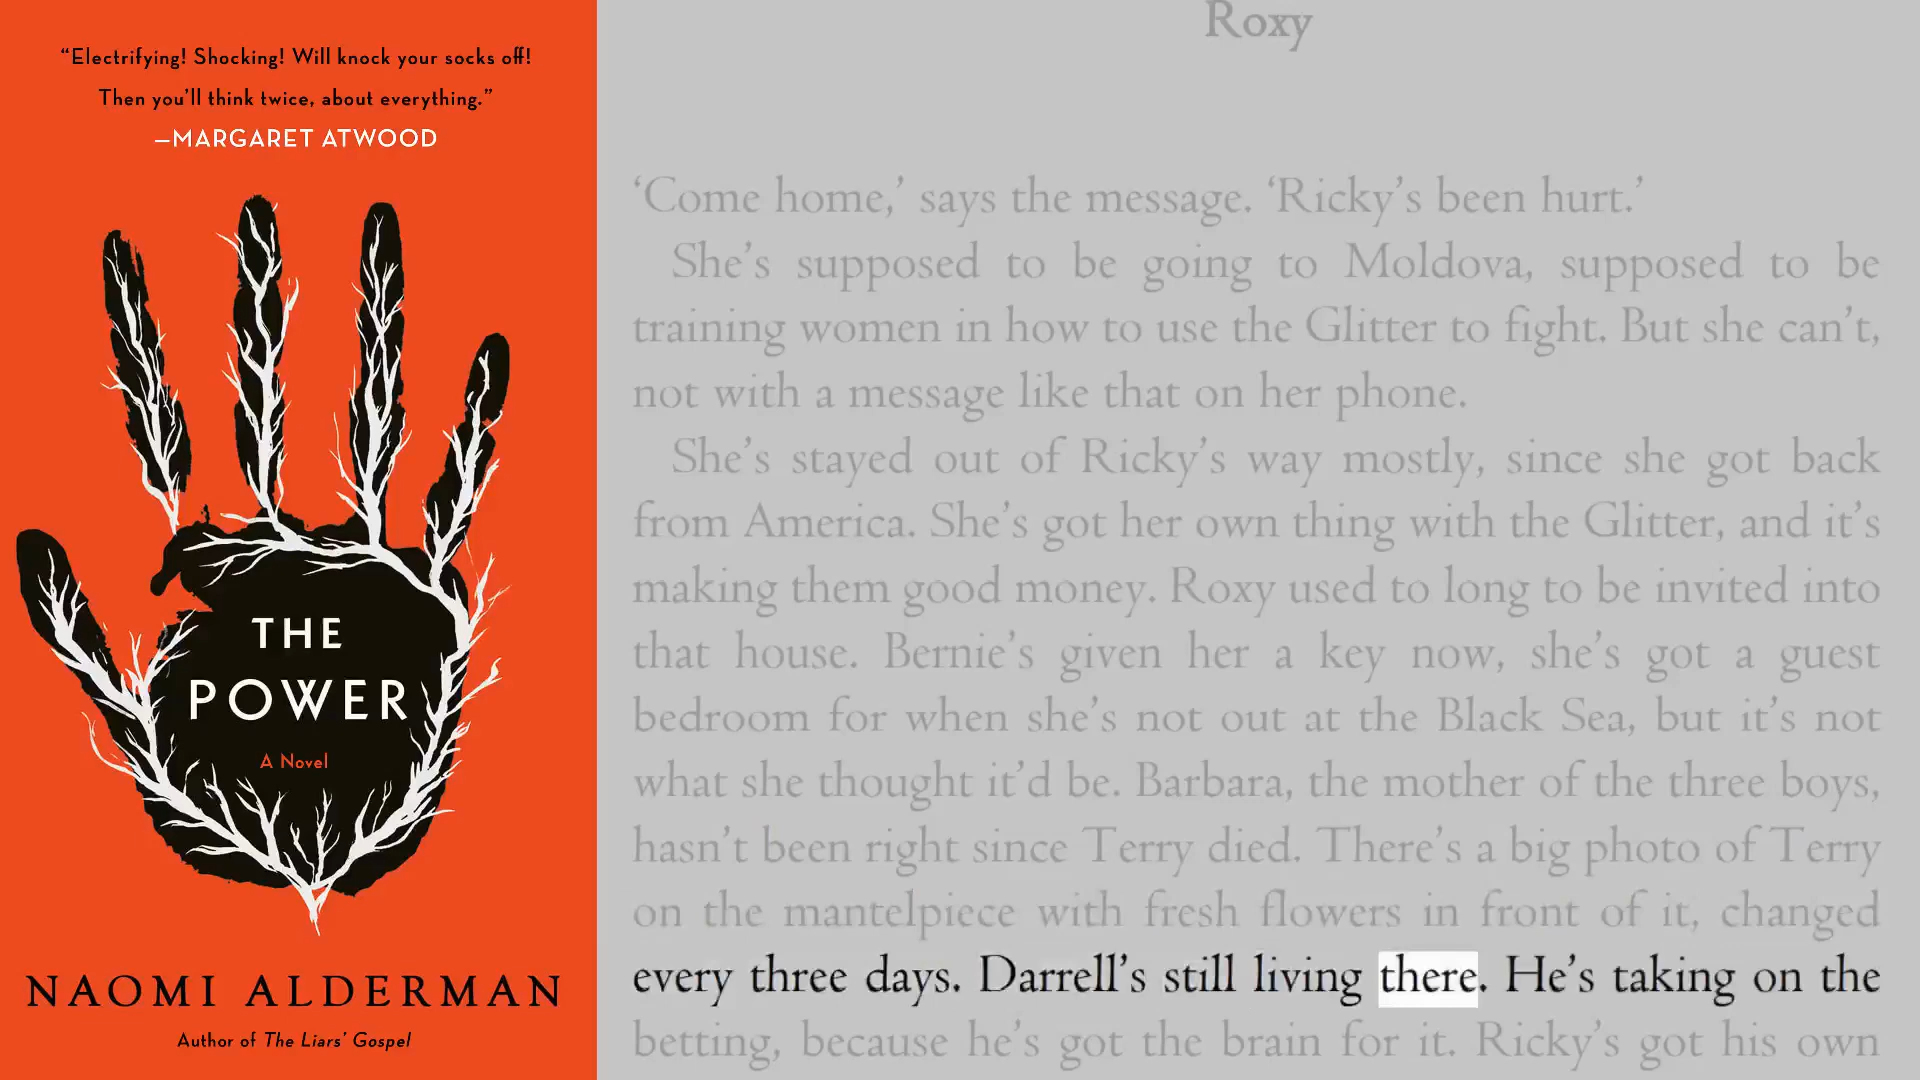 “Electrifying! Shocking! Will knock your socks off!
Then you’ll think twice, about everything.”
—MARGARET ATWOOD
THE
POWER
A Novel
NAOMI ALDERMAN
Author of The Liars’ Gospel
Roxy
‘Come home,’ says the message. ‘Ricky’s been hurt.’
She’s supposed to be going to Moldova, supposed to be
training women in how to use the Glitter to fight. But she can’t,
not with a message like that on her phone.
She’s stayed out of Ricky’s way mostly, since she got back
from America. She’s got her own thing with the Glitter, and it’s
making them good money. Roxy used to long to be invited into
that house. Bernie’s given her a key now, she’s got a guest
bedroom for when she’s not out at the Black Sea, but it’s not
what she thought it’d be. Barbara, the mother of the three boys,
hasn’t been right since Terry died. There’s a big photo of Terry
on the mantelpiece with fresh flowers in front of it, changed
every three days. Darrell’s still living there. He’s taking on the
betting, because he’s got the brain for it. Ricky’s got his own